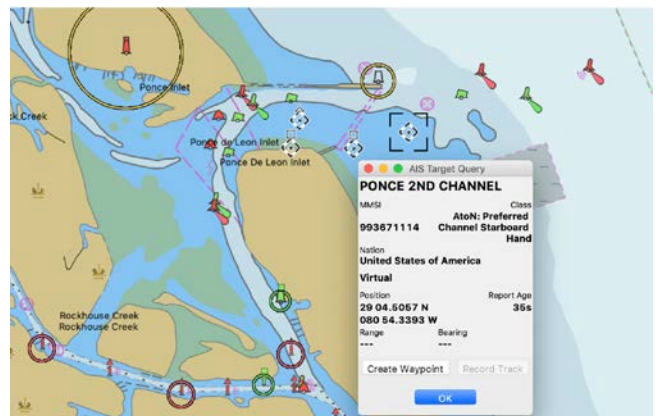 Ponce Inlet
ck Creek
Ponce de Leon Inlet
Ponce De Leon Inlet
Rockhouse Creek
Rockhouse Creek
AIS Target Query
PONCE 2ND CHANNEL
MMSI Class
AtoN: Preferred
993671114 Channel Starboard
Hand
Nation
United States of America
Virtual
Position Report Age
29 04.5057 N 35s
080 54.3393 W
Range Bearing
--- ---
Create Waypoint Record Track
OK